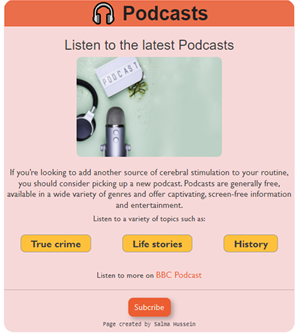 Podcasts
Listen to the latest Podcasts
PODCAST
If you're looking to add another source of cerebral stimulation to your routine,
you should consider picking up a new podcast. Podcasts are generally free,
available in a wide variety of genres and offer captivating, screen-free information
and entertainment.
Listen to a variety of topics such as:
True crime
Life stories
History
Listen to more on BBC Podcast
Subcribe
Page created by Salma Hussein